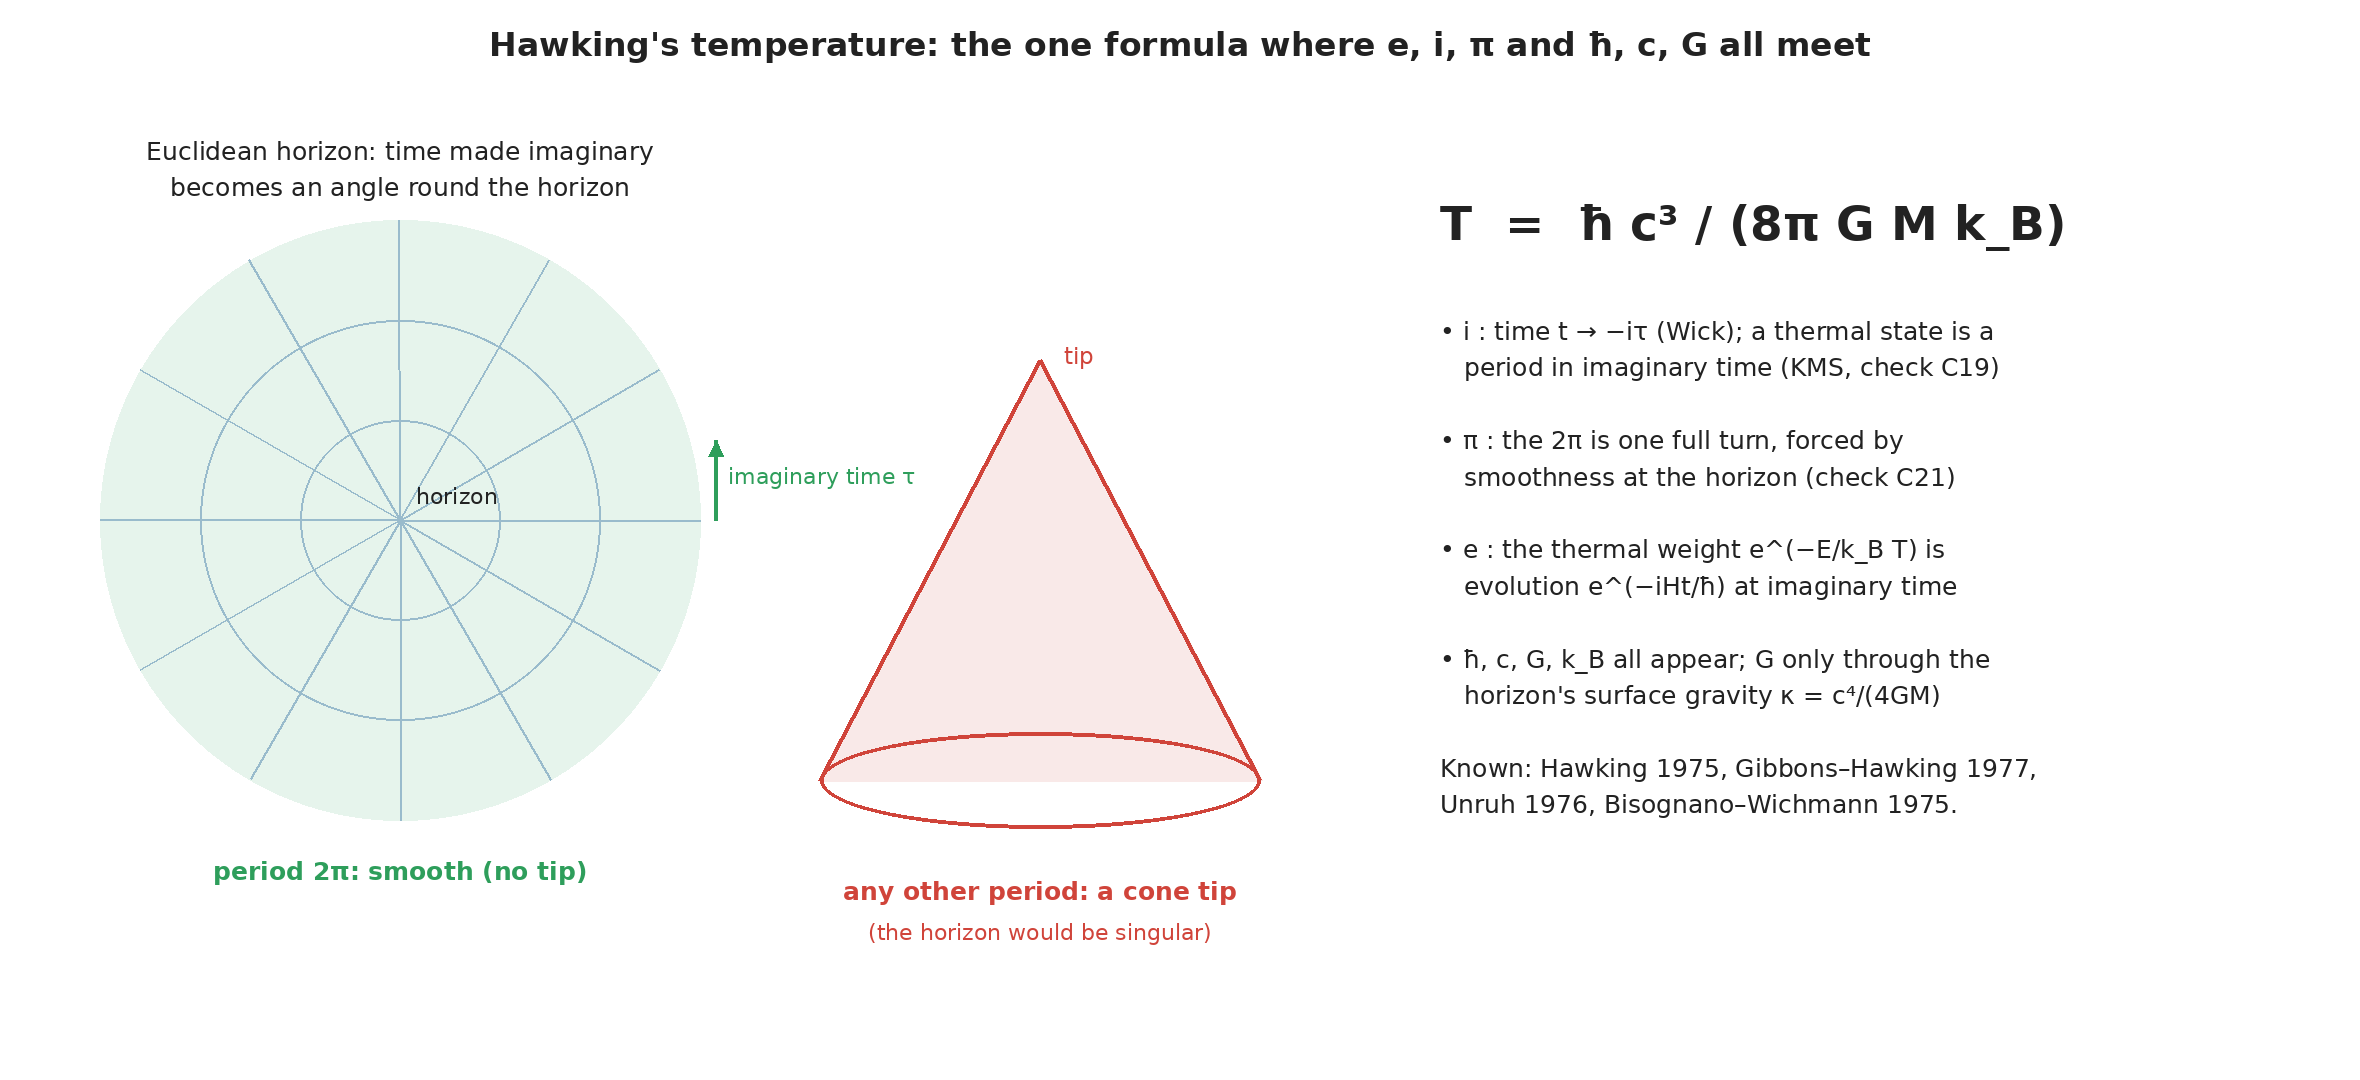 Hawking's temperature: the one formula where e, i, π and ħ, c, G all meet
Euclidean horizon: time made imaginary
becomes an angle round the horizon
horizon
imaginary time τ
period 2π: smooth (no tip)
tip
any other period: a cone tip
(the horizon would be singular)
T = ħ c³ / (8π G M k_B)
• i : time t → −iτ (Wick); a thermal state is a
period in imaginary time (KMS, check C19)
• π : the 2π is one full turn, forced by
smoothness at the horizon (check C21)
• e : the thermal weight e^(−E/k_B T) is
evolution e^(−iHt/ħ) at imaginary time
• ħ, c, G, k_B all appear; G only through the
horizon's surface gravity κ = c⁴/(4GM)
Known: Hawking 1975, Gibbons–Hawking 1977,
Unruh 1976, Bisognano–Wichmann 1975.